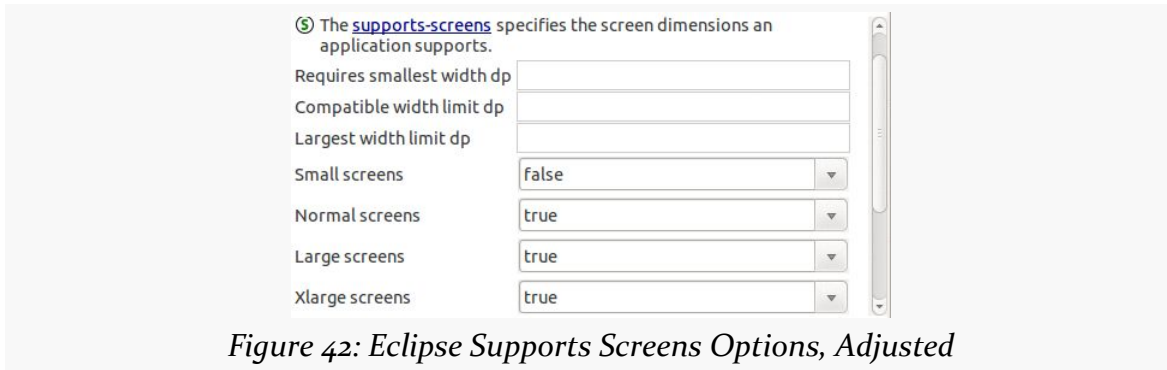 Ⓢ The supports-screens specifies the screen dimensions an
application supports.
Requires smallest width dp
Compatible width limit dp
Largest width limit dp
Small screens false
Normal screens true
Large screens true
Xlarge screens true
Figure 42: Eclipse Supports Screens Options, Adjusted